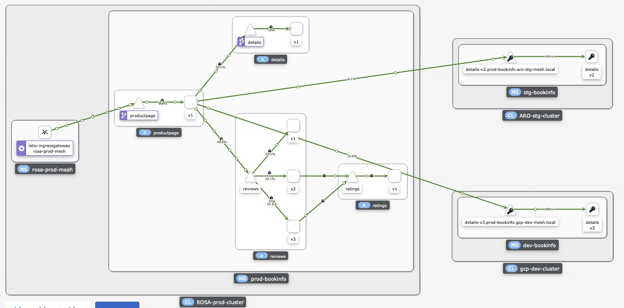 details
v1
A details
productpage
v1
A productpage
istio-ingressgateway
rosa-prod-mesh
NS rosa-prod-mesh
v1
reviews
v2
v3
A reviews
ratings
v1
A ratings
NS prod-bookinfo
CL ROSA-prod-cluster
details-v2.prod-bookinfo.aro-stg-mesh.local
details
v2
NS stg-bookinfo
CL ARO-stg-cluster
details-v3.prod-bookinfo.gcp-dev-mesh.local
details
v3
NS dev-bookinfo
CL gcp-dev-cluster